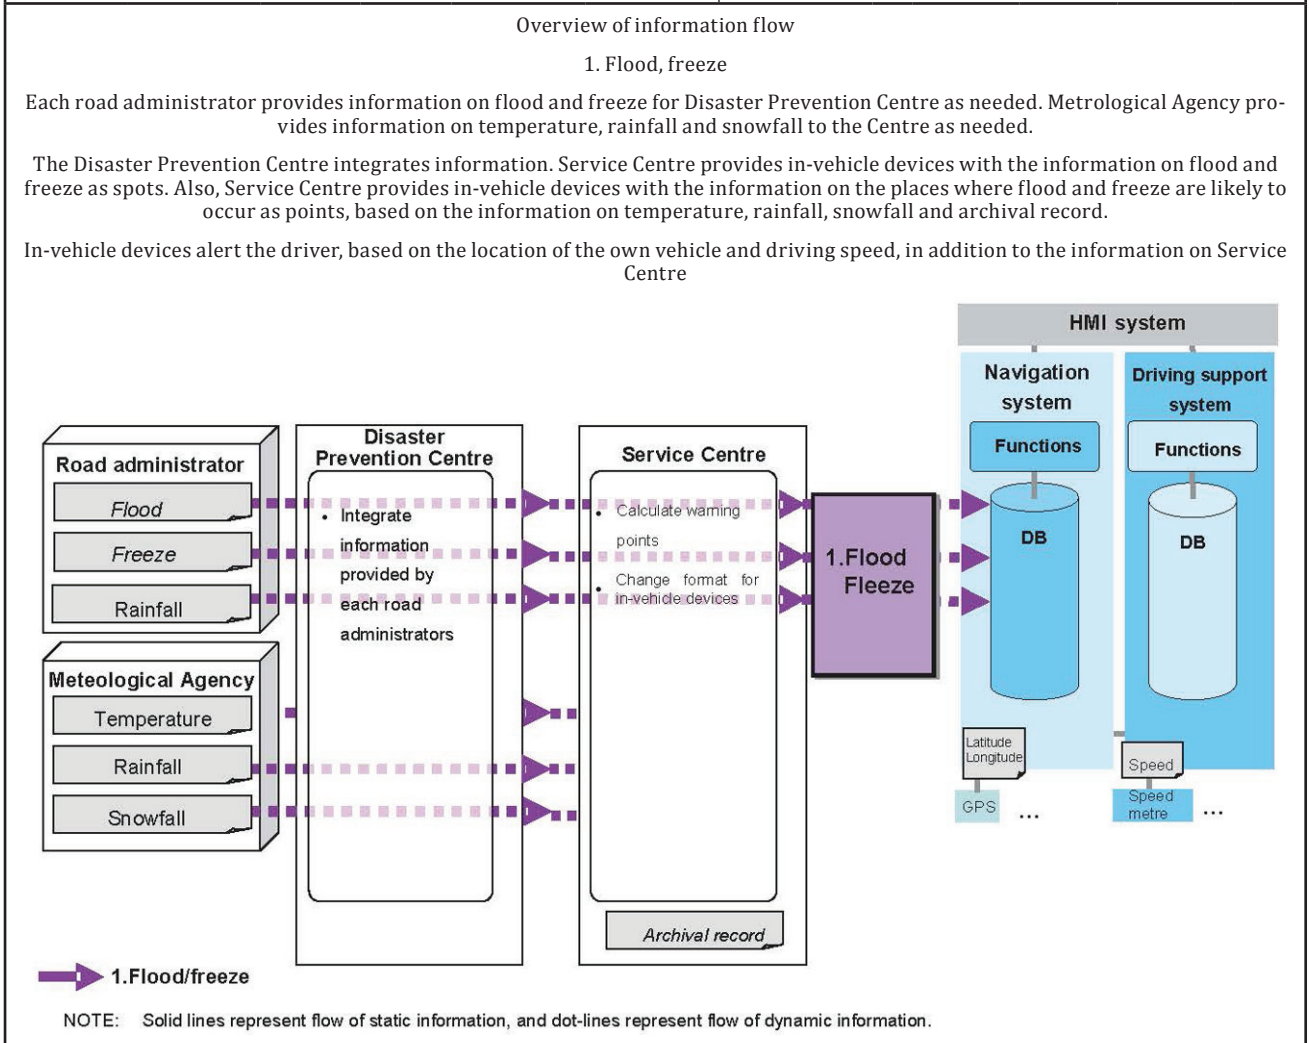 Overview of information flow
1. Flood, freeze
Each road administrator provides information on flood and freeze for Disaster Prevention Centre as needed. Metrological Agency pro-
vides information on temperature, rainfall and snowfall to the Centre as needed.
The Disaster Prevention Centre integrates information. Service Centre provides in-vehicle devices with the information on flood and
freeze as spots. Also, Service Centre provides in-vehicle devices with the information on the places where flood and freeze are likely to
occur as points, based on the information on temperature, rainfall, snowfall and archival record.
In-vehicle devices alert the driver, based on the location of the own vehicle and driving speed, in addition to the information on Service
Centre
HMI system
Navigation
system
Functions
DB
Driving support
system
Functions
DB
Road administrator
Flood
Freeze
Rainfall
Meteological Agency
Temperature
Rainfall
Snowfall
Disaster
Prevention Centre
• Integrate
information
provided by
each road
administrators
Service Centre
• Calculate warning
points
• Change format for
in-vehicle devices
Archival record
1.Flood
Fleeze
Latitude
Longitude
GPS
...
Speed
Speed
metre
...
1.Flood/freeze
NOTE: Solid lines represent flow of static information, and dot-lines represent flow of dynamic information.